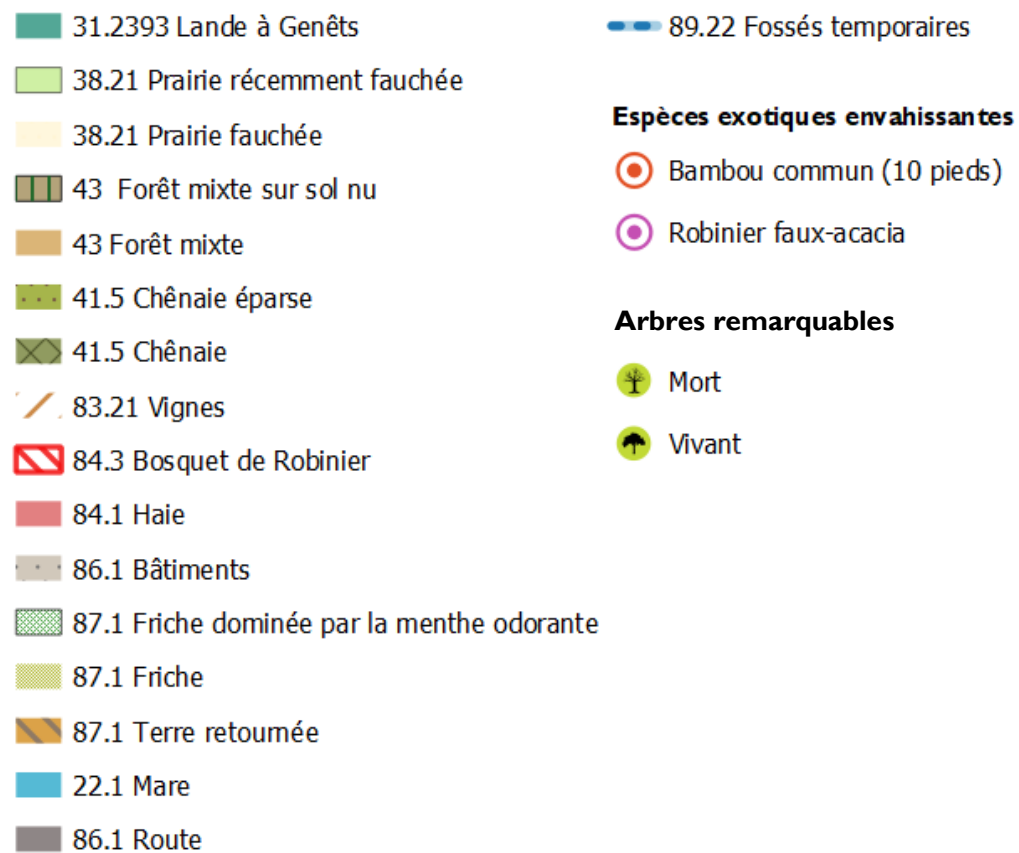 31.2393 Lande à Genêts
38.21 Prairie récemment fauchée
38.21 Prairie fauchée
43 Forêt mixte sur sol nu
43 Forêt mixte
41.5 Chênaie éparse
41.5 Chênaie
83.21 Vignes
84.3 Bosquet de Robinier
84.1 Haie
86.1 Bâtiments
87.1 Friche dominée par la menthe odorante
87.1 Friche
87.1 Terre retournée
22.1 Mare
86.1 Route
89.22 Fossés temporaires
Espèces exotiques envahissantes
Bambou commun (10 pieds)
Robinier faux-acacia
Arbres remarquables
Mort
Vivant